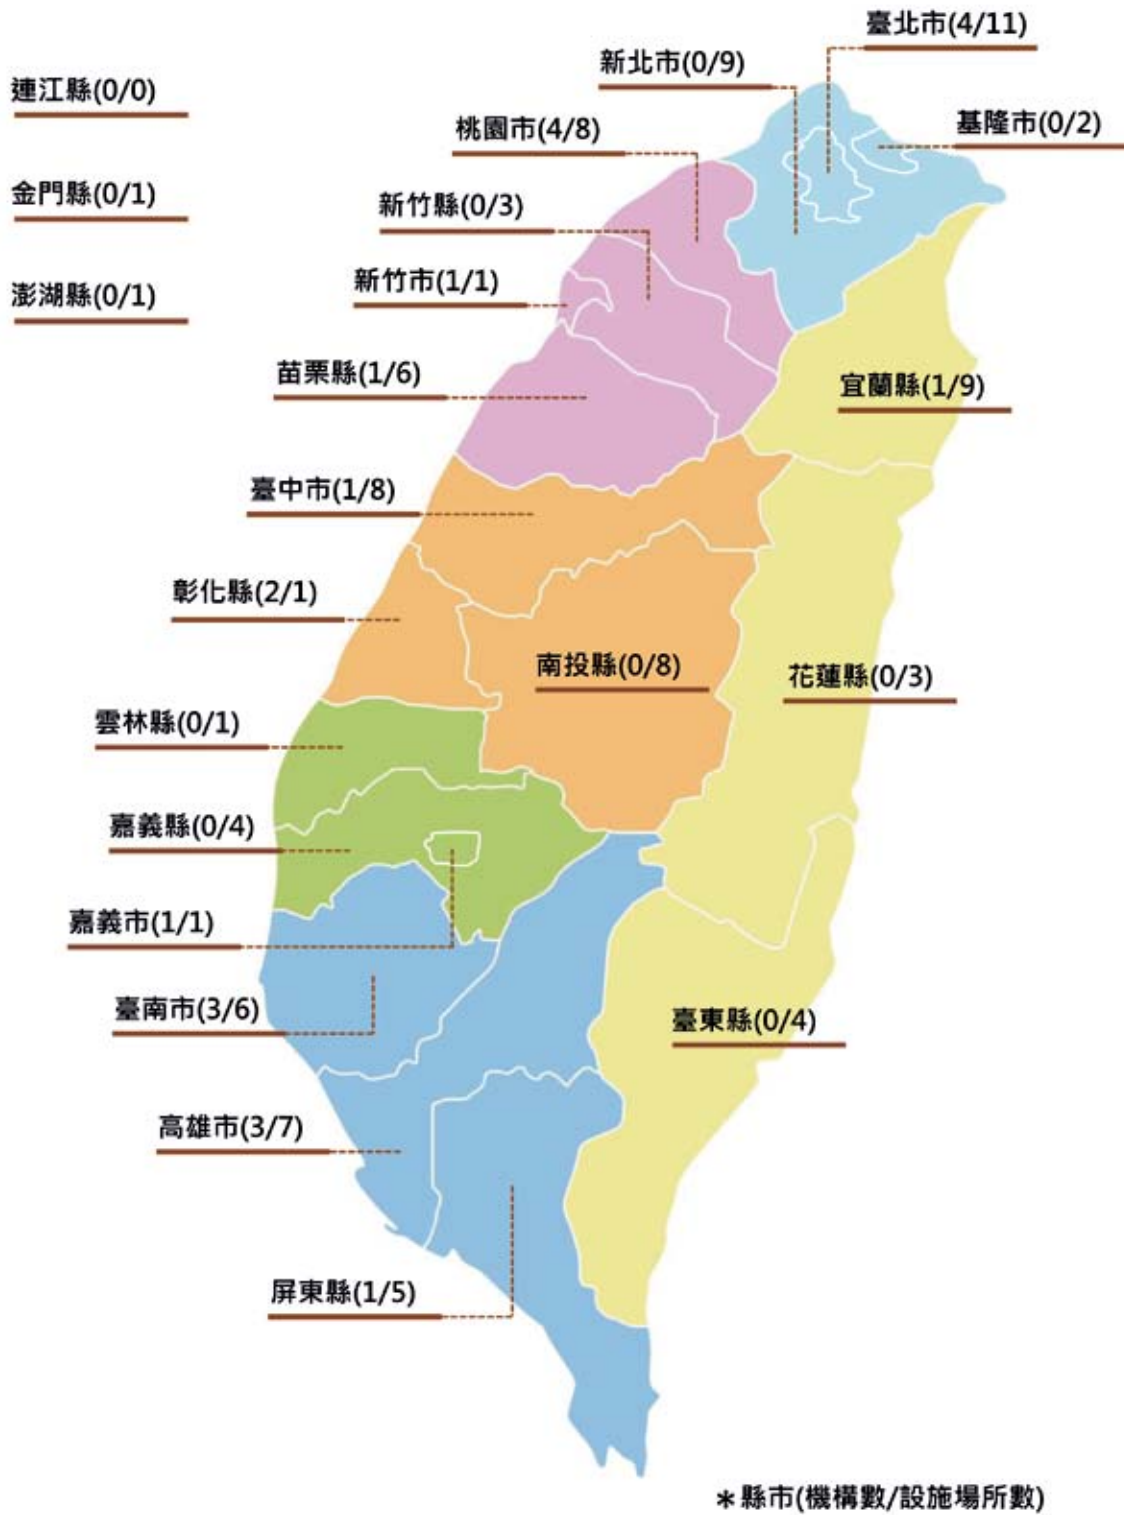 臺北市(4/11)
新北市(0/9)
連江縣(0/0)
基隆市(0/2)
桃園市(4/8)
金門縣(0/1)
新竹縣(0/3)
新竹市(1/1)
澎湖縣(0/1)
苗栗縣(1/6)
宜蘭縣(1/9)
臺中市(1/8)
彰化縣(2/1)
南投縣(0/8)
花蓮縣(0/3)
雲林縣(0/1)
嘉義縣(0/4)
嘉義市(1/1)
臺南市(3/6)
臺東縣(0/4)
高雄市(3/7)
屏東縣(1/5)
＊縣市(機構數/設施場所數)